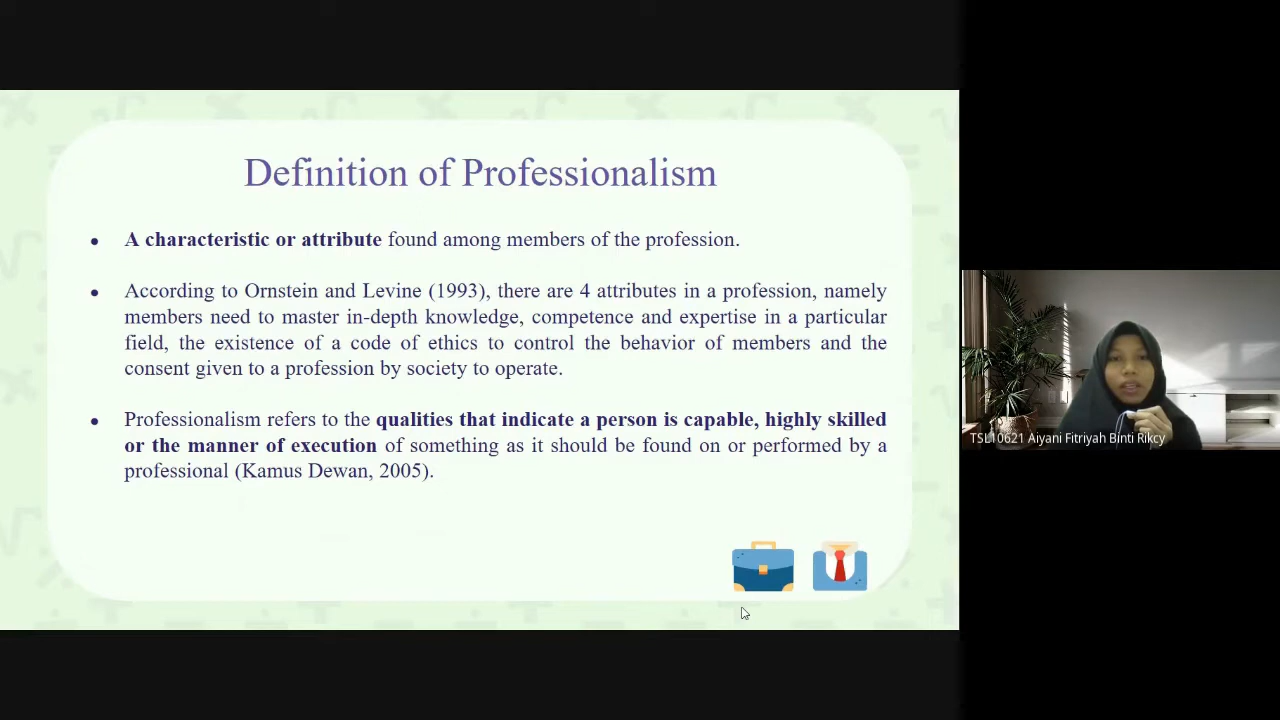 Definition of Professionalism
● A characteristic or attribute found among members of the profession.
● According to Ornstein and Levine (1993), there are 4 attributes in a profession, namely
members need to master in-depth knowledge, competence and expertise in a particular
field, the existence of a code of ethics to control the behavior of members and the
consent given to a profession by society to operate.
● Professionalism refers to the qualities that indicate a person is capable, highly skilled
or the manner of execution of something as it should be found on or performed by a
professional (Kamus Dewan, 2005).
TSL10621 Aiyani Fitriyah Binti Rikcy